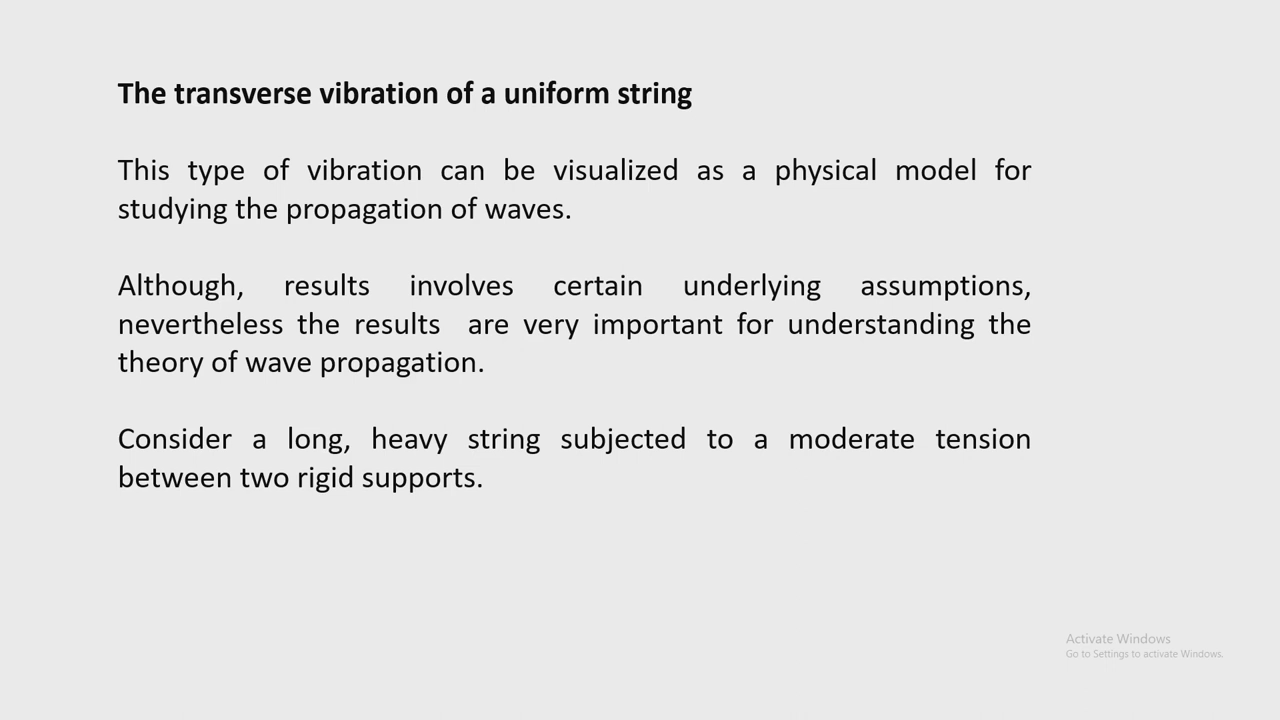 The transverse vibration of a uniform string
This type of vibration can be visualized as a physical model for
studying the propagation of waves.
Although, results involves certain underlying assumptions,
nevertheless the results are very important for understanding the
theory of wave propagation.
Consider a long, heavy string subjected to a moderate tension
between two rigid supports.
Activate Windows
Go to Settings to activate Windows.